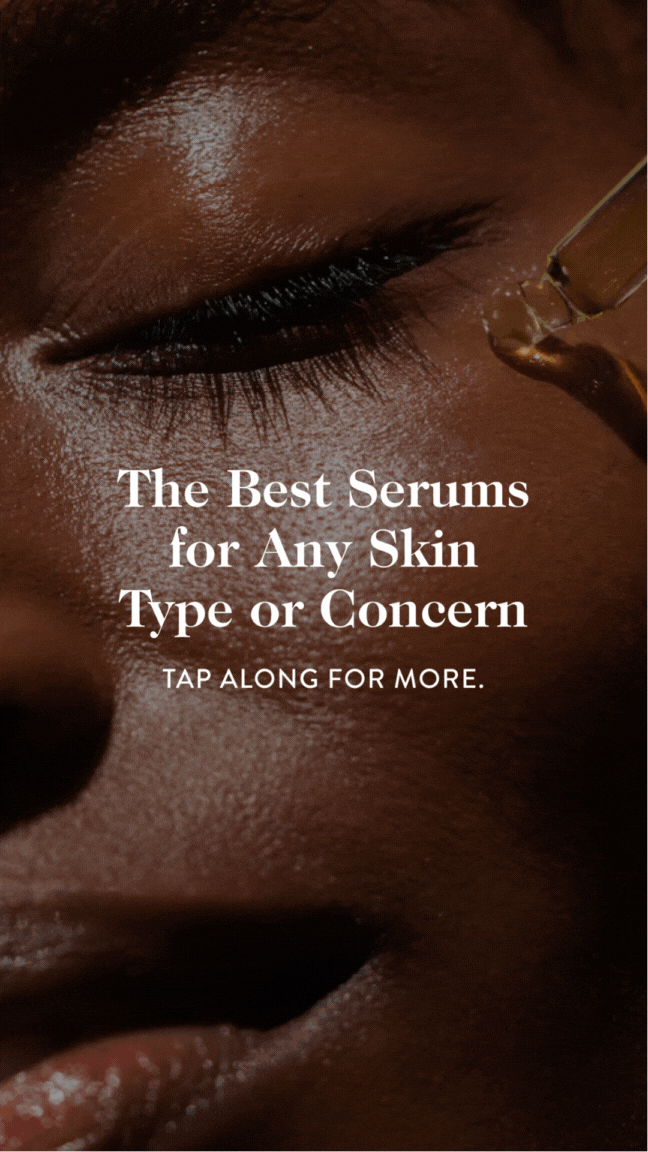 The Best Serums
for Any Skin
Type or Concern
TAP ALONG FOR MORE.